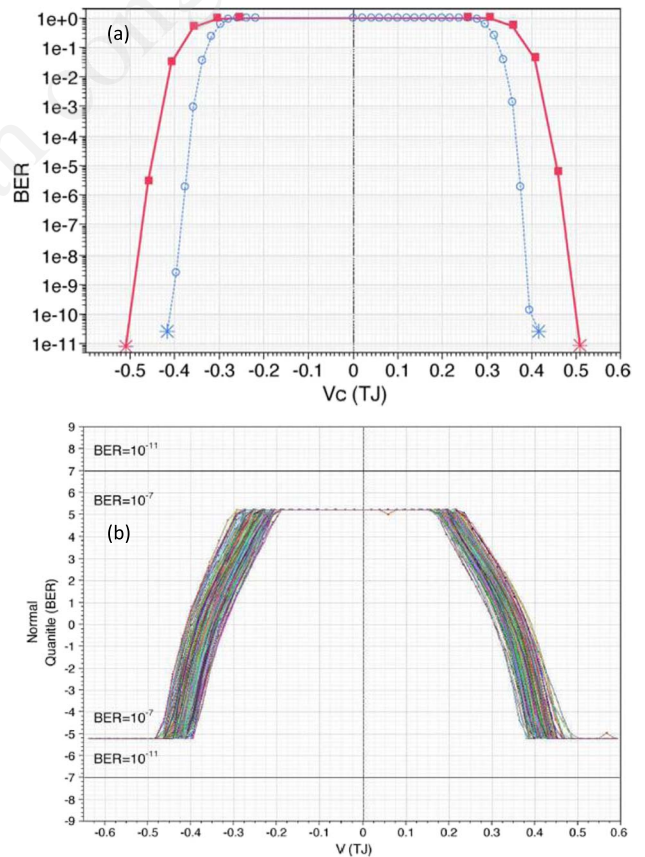 (a)
1e+0
1e-1
1e-2
1e-3
1e-4
1e-5
1e-6
1e-7
1e-8
1e-9
1e-10
1e-11
BER
-0.5 -0.4 -0.3 -0.2 -0.1 0 0.1 0.2 0.3 0.4 0.5 0.6
Vc (TJ)
9
8
7
6
5
4
3
2
1
0
-1
-2
-3
-4
-5
-6
-7
-8
-9
Normal
Quanitle (BER)
BER=10⁻¹¹
BER=10⁻⁷
(b)
BER=10⁻⁷
BER=10⁻¹¹
-0.6 -0.5 -0.4 -0.3 -0.2 -0.1 0 0.1 0.2 0.3 0.4 0.5 0.6
V (TJ)